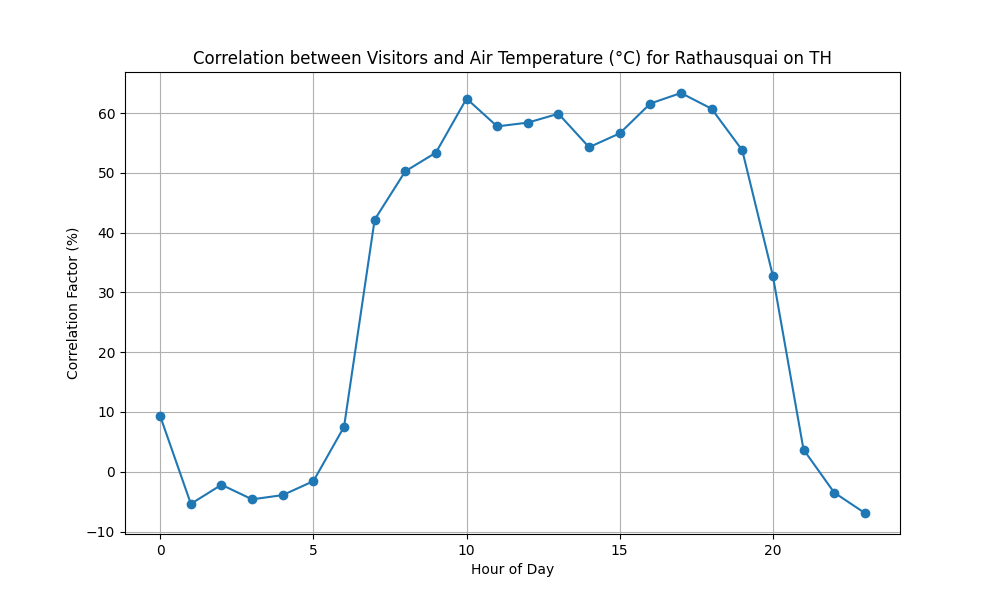 Correlation between Visitors and Air Temperature (°C) for Rathausquai on TH
Correlation Factor (%)
60
50
40
30
20
10
0
−10
0 5 10 15 20
Hour of Day